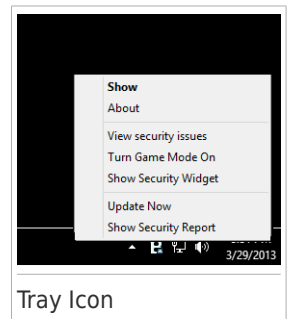 Show
About
View security issues
Turn Game Mode On
Show Security Widget
Update Now
Show Security Report
3/29/2013
Tray Icon